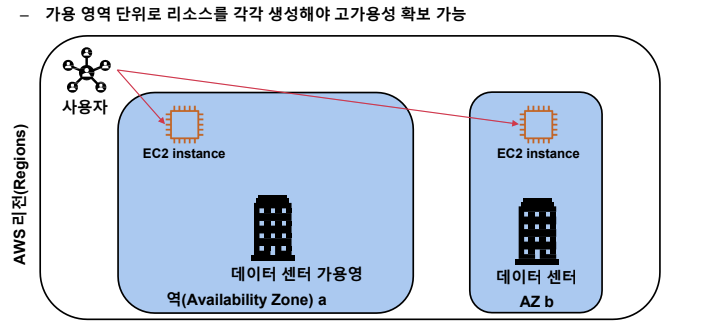 – 가용 영역 단위로 리소스를 각각 생성해야 고가용성 확보 가능
사용자
AWS 리전(Regions)
EC2 instance
EC2 instance
데이터 센터 가용영
역(Availability Zone) a
데이터 센터
AZ b